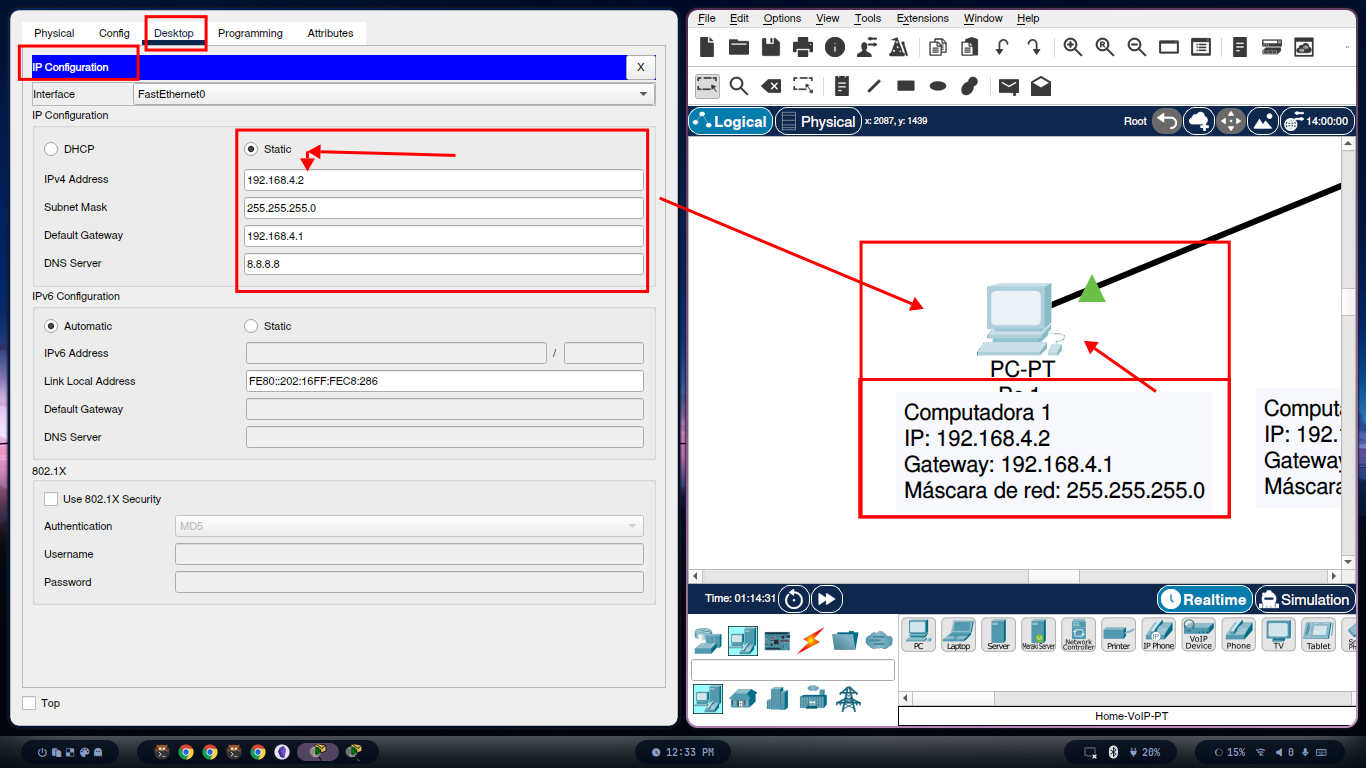 Physical Config Desktop Programming Attributes
IP Configuration X
Interface FastEthernet0
IP Configuration
DHCP Static
IPv4 Address 192.168.4.2
Subnet Mask 255.255.255.0
Default Gateway 192.168.4.1
DNS Server 8.8.8.8
IPv6 Configuration
Automatic Static
IPv6 Address /
Link Local Address FE80::202:16FF:FEC8:286
Default Gateway
DNS Server
802.1X
Use 802.1X Security
Authentication MD5
Username
Password
Top
File Edit Options View Tools Extensions Window Help
Logical Physical x: 2087, y: 1439 Root 14:00:00
PC-PT
Computadora 1
IP: 192.168.4.2
Gateway: 192.168.4.1
Máscara de red: 255.255.255.0
IP: 192.
Time: 01:14:31 Realtime Simulation
PC Laptop Server Meraki Server Network Controller Printer IP Phone VoIP Device Phone TV Tablet
Home-VoIP-PT
12:33 PM 20% 15% 0